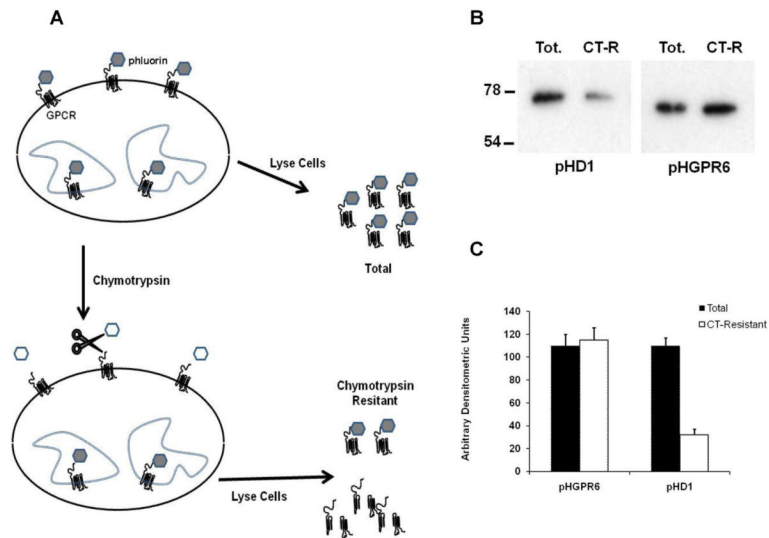 A
phluorin
GPCR
Lyse Cells
Total
Chymotrypsin
Chymotrypsin
Resitant
Lyse Cells
B
Tot. CT-R Tot. CT-R
78
54
pHD1 pHGPR6
C
Total
CT-Resistant
Arbitrary Densitometric Units
140
120
100
80
60
40
20
0
pHGPR6 pHD1